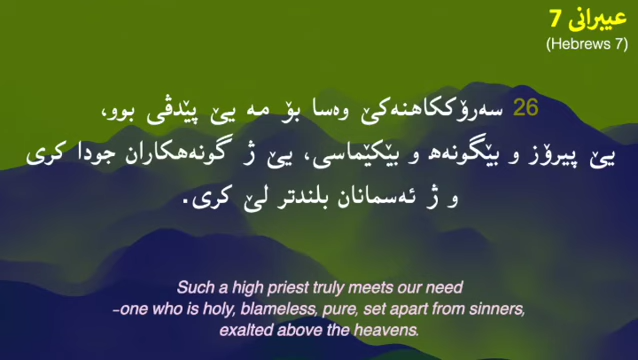 عیبرانی 7
(Hebrews 7)
26 سەرۆککاهنەکێ وەسا بۆ مە یێ پێدڤی بوو،
یێ پیرۆز و بێگونەھ و بێکێماسی، یێ ژ گونەهکاران جودا کری
و ژ ئەسمانان بلندتر لێ کری.
Such a high priest truly meets our need
-one who is holy, blameless, pure, set apart from sinners,
exalted above the heavens.